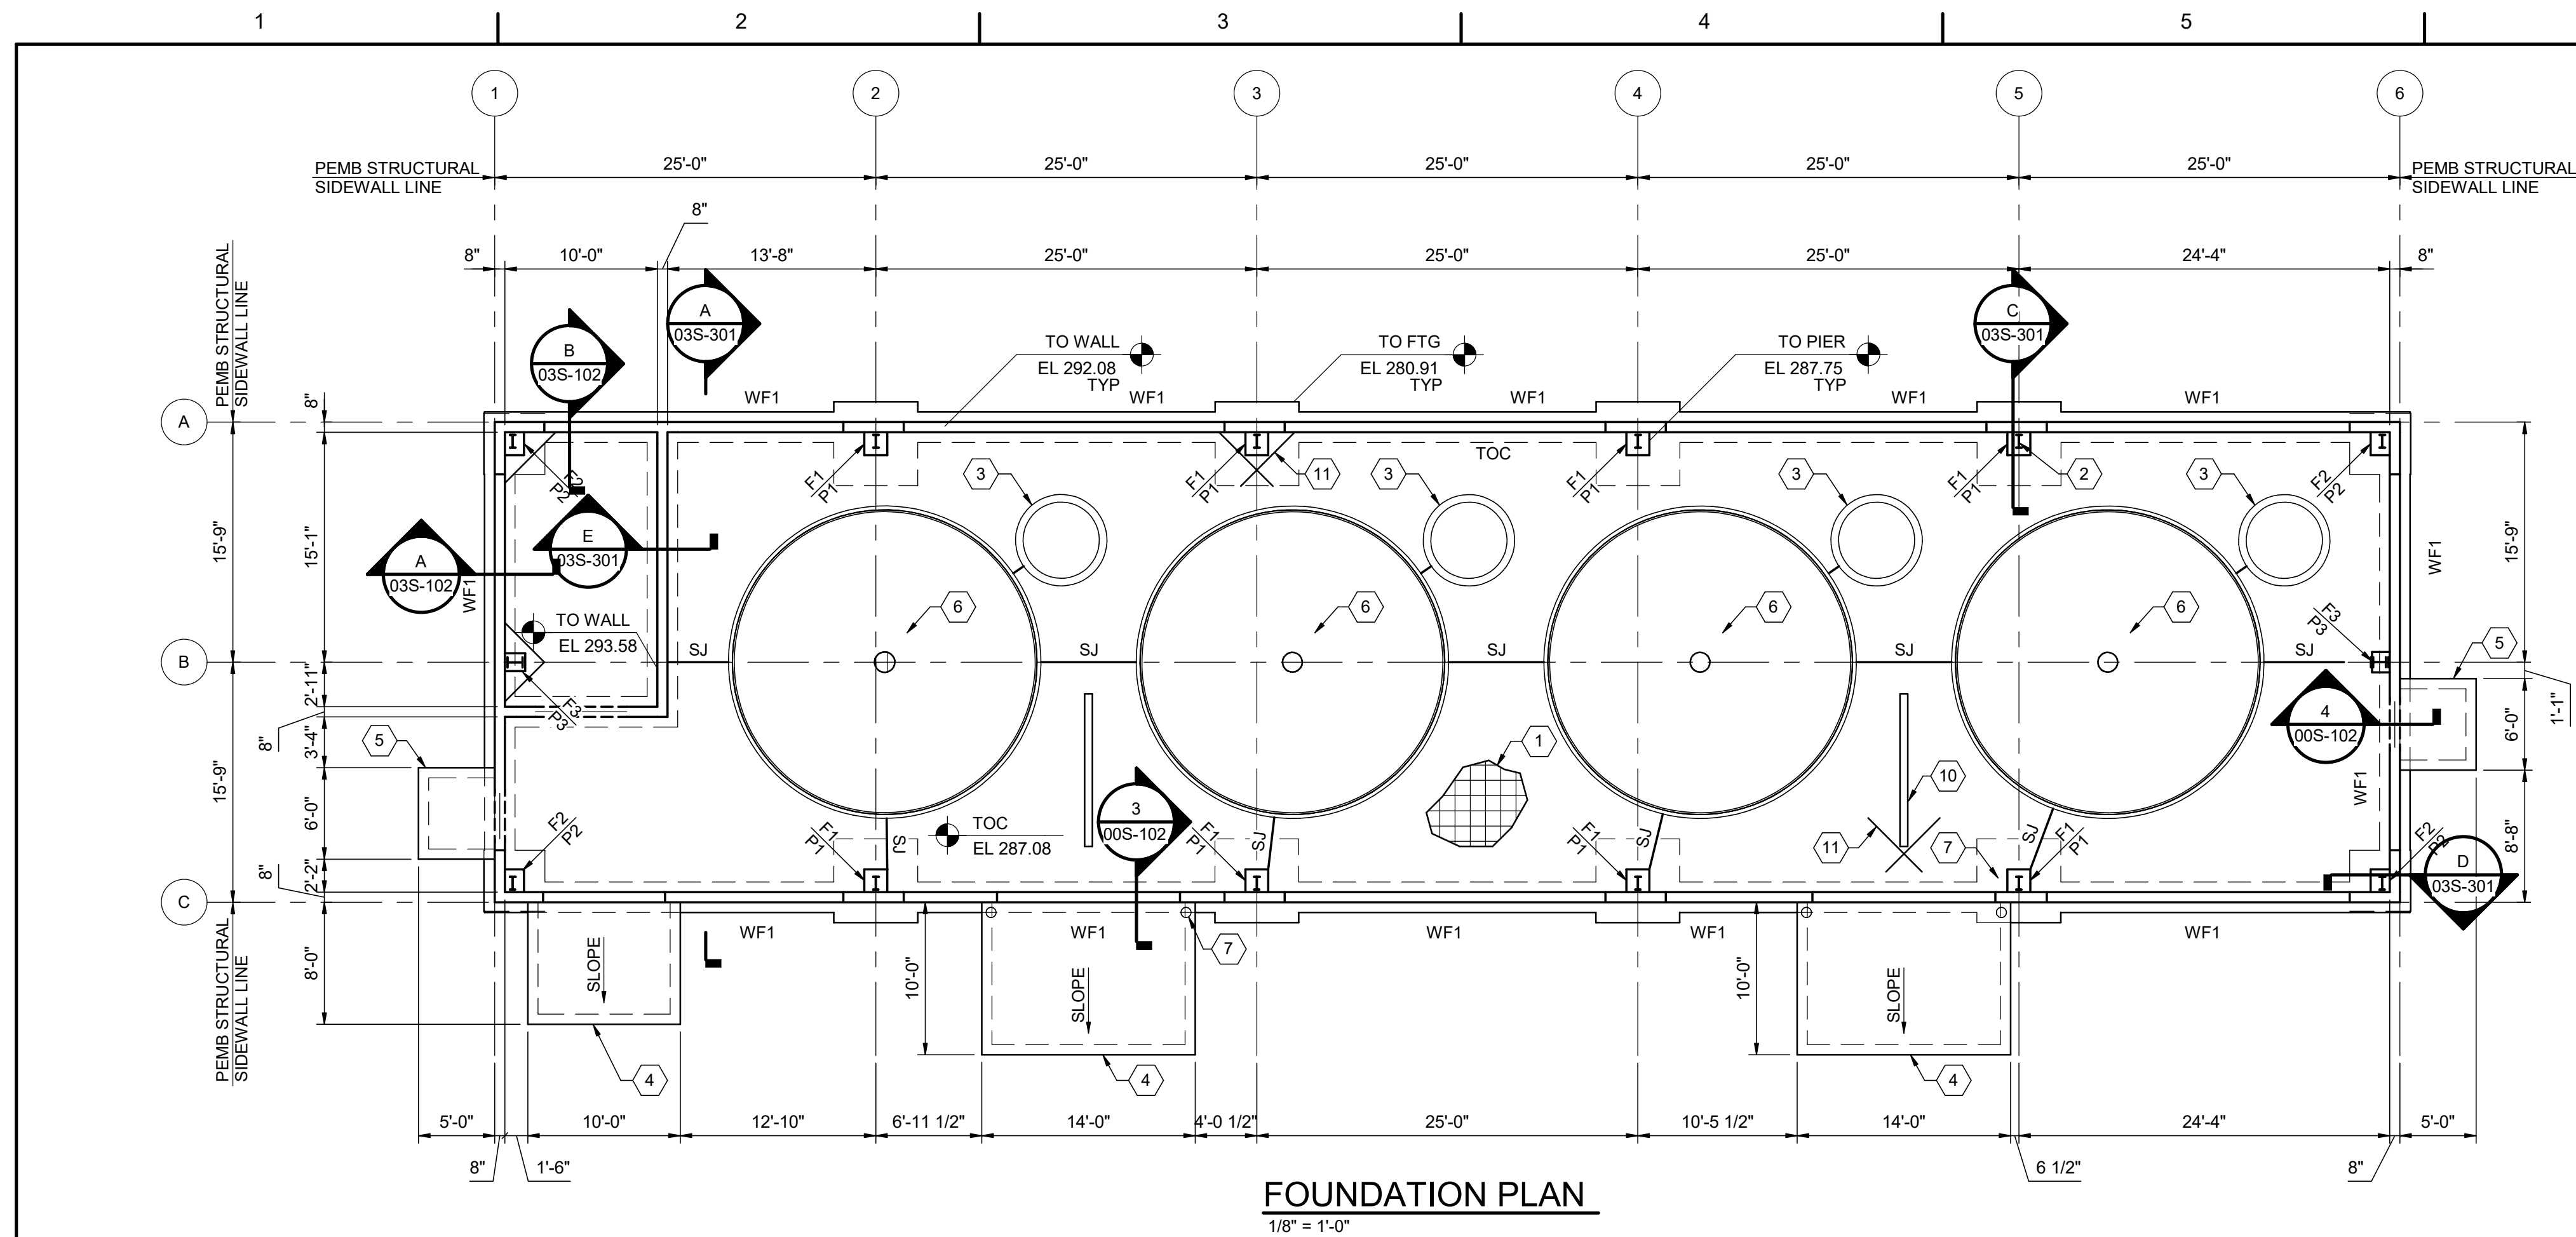 1 2 3 4 5
1 2 3 4 5 6
PEMB STRUCTURAL
SIDEWALL LINE
25'-0" 25'-0" 25'-0" 25'-0" 25'-0"
PEMB STRUCTURAL
SIDEWALL LINE
8"
8" 10'-0" 13'-8" 25'-0" 25'-0" 25'-0" 24'-4" 8"
PEMB STRUCTURAL
SIDEWALL LINE
A
03S-301
B
03S-102
C
03S-301
TO WALL
EL 292.08
TYP
TO FTG
EL 280.91
TYP
TO PIER
EL 287.75
TYP
WF1 WF1 WF1 WF1 WF1
A
8"
15'-9"
15'-1"
F2
P2
F1
P1
F1
P1
11
TOC
F1
P1
F1
P1
2
F2
P2
3 3 3 3
15'-9"
WF1
A
03S-102
WF1
E
03S-301
6 6 6 6
TO WALL
EL 293.58
F3
P3
5
B
SJ SJ SJ SJ SJ
2'-11"
8"
3'-4"
F3
P3
5
1
10
4
00S-102
6'-0"
1'-1"
15'-9"
6'-0"
WF1
F2
P2
F1
P1
SJ
TOC
EL 287.08
3
00S-102
F1
P1
SJ
F1
P1
SJ
11
7
SJ
F1
P1
F2
P2
D
03S-301
8'-8"
8"
2'-2"
C
WF1 WF1 WF1 WF1 WF1
7
8'-0"
SLOPE
10'-0"
SLOPE
10'-0"
SLOPE
PEMB STRUCTURAL
SIDEWALL LINE
4 4 4
5'-0" 10'-0" 12'-10" 6'-11 1/2" 14'-0" 4'-0 1/2" 25'-0" 10'-5 1/2" 14'-0" 24'-4" 5'-0"
8" 1'-6" 6 1/2" 8"
FOUNDATION PLAN
1/8" = 1'-0"